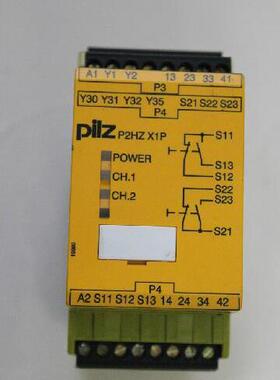 A1 Y1 Y2 13 23 33 41
P3
Y30 Y31 Y32 Y35 S21 S22 S23
P4
pilz P2HZ X1P
S11
POWER
S13
CH.1
S12
S22
S23
CH.2
S21
P4
A2 S11 S12 S13 14 24 34 42